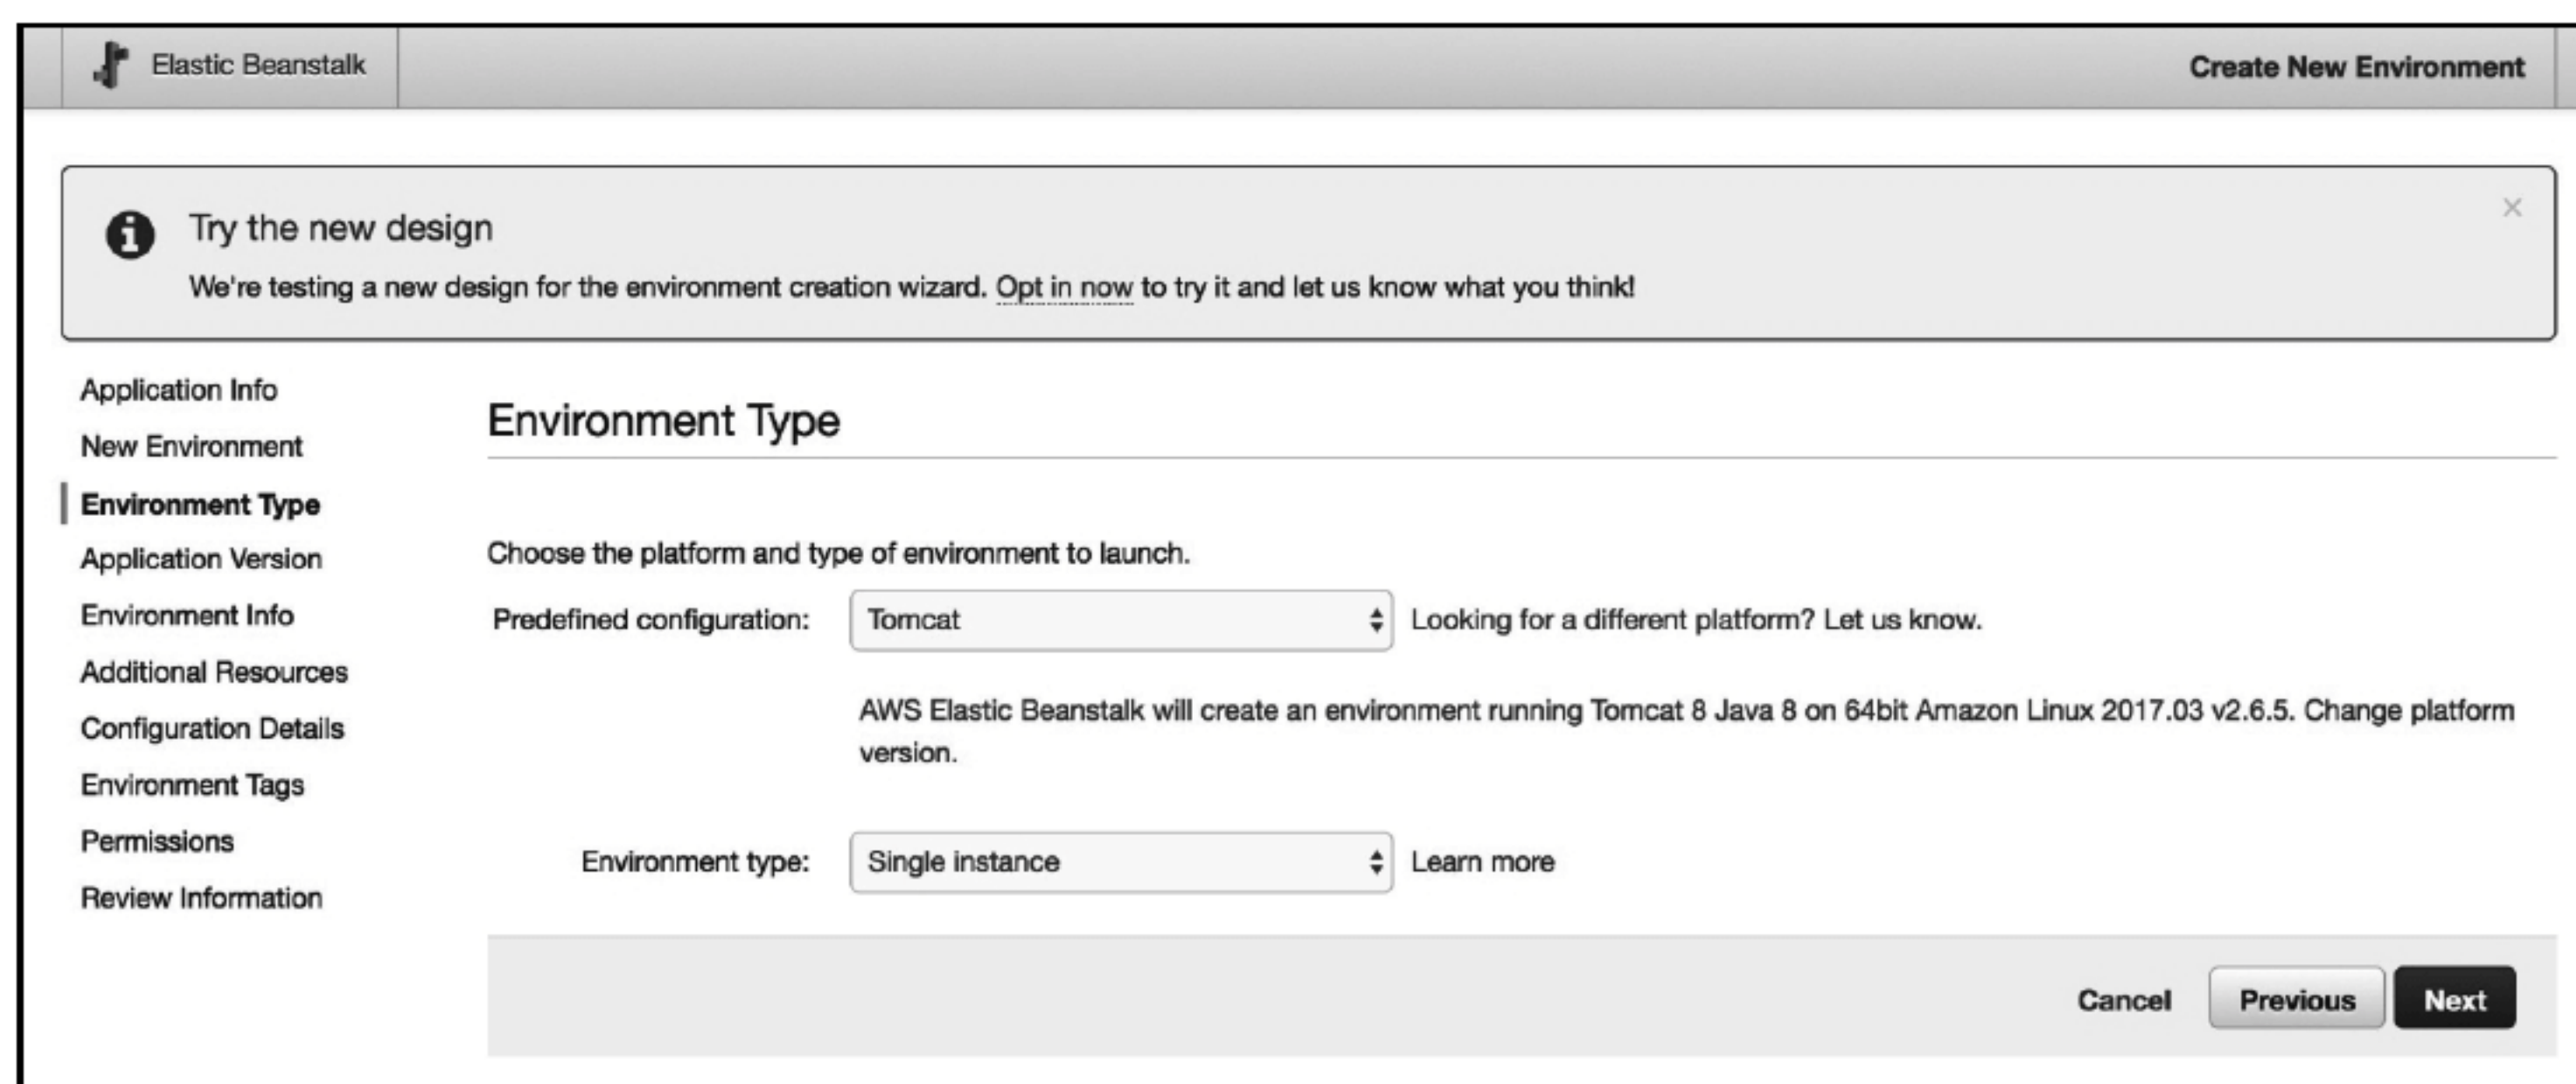 Elastic Beanstalk
Create New Environment
Try the new design
We're testing a new design for the environment creation wizard. Opt in now to try it and let us know what you think!
Application Info
New Environment
Environment Type
Application Version
Environment Info
Additional Resources
Configuration Details
Environment Tags
Permissions
Review Information
Environment Type
Choose the platform and type of environment to launch.
Predefined configuration: Tomcat Looking for a different platform? Let us know.
AWS Elastic Beanstalk will create an environment running Tomcat 8 Java 8 on 64bit Amazon Linux 2017.03 v2.6.5. Change platform
version.
Environment type: Single instance Learn more
Cancel Previous Next